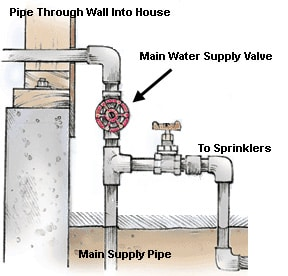 Pipe Through Wall Into House
Main Water Supply Valve
To Sprinklers
Main Supply Pipe